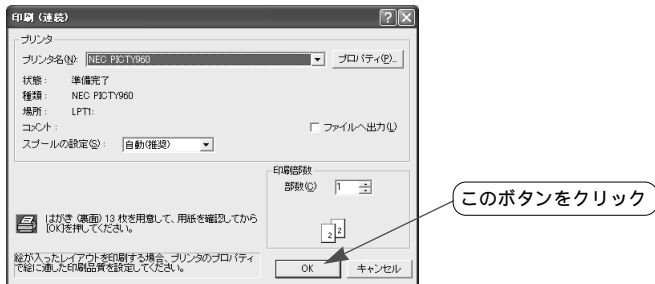 印刷（連装）
プリンタ
プリンタ名(N): NEC PICTY960 プロパティ(P)...
状態： 準備完了
種類： NEC PICTY960
場所： LPT1:
コメント： ファイルへ出力(L)
スプールの設定(S)： 自動(推奨)
印刷部数
部数(C) 1
はがき（裏面）13 枚を用意して、用紙を確認してから
[OK]を押してください。
2 2
絵が入ったレイアウトを印刷する場合、プリンタのプロパティ
で絵に適した印刷品質を設定してください。
OK キャンセル
このボタンをクリック